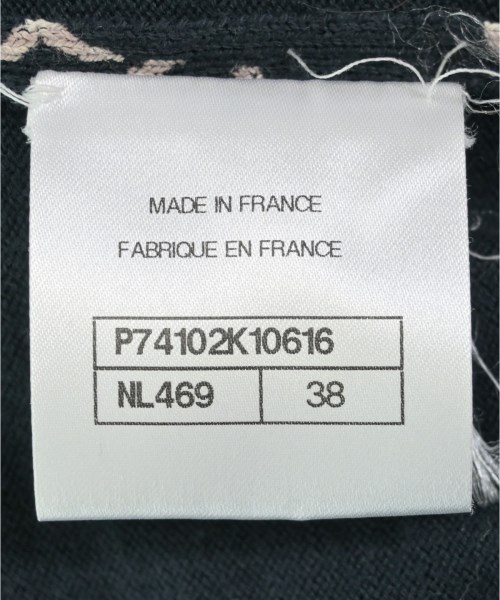 MADE IN FRANCE
FABRIQUE EN FRANCE
P74102K10616
NL469 38